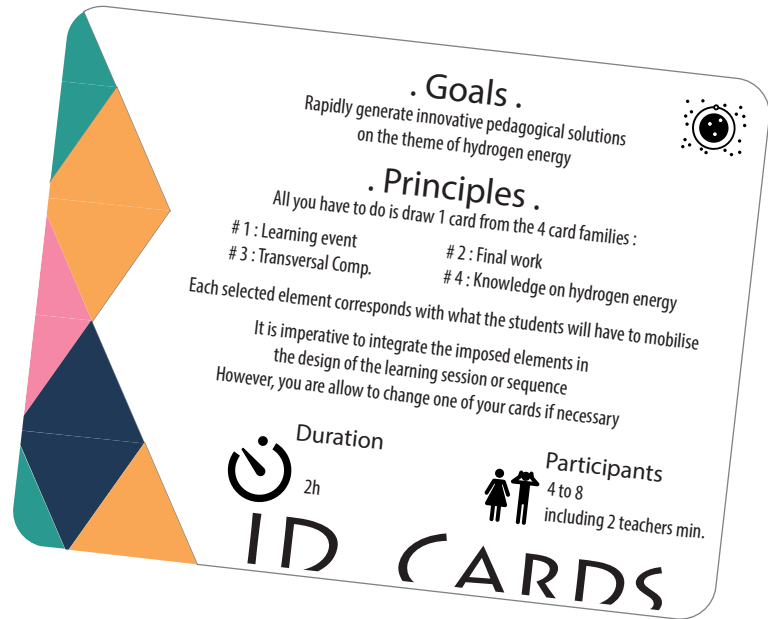 . Goals .
Rapidly generate innovative pedagogical solutions
on the theme of hydrogen energy
. Principles .
All you have to do is draw 1 card from the 4 card families :
# 1 : Learning event
# 2 : Final work
# 3 : Transversal Comp.
# 4 : Knowledge on hydrogen energy
Each selected element corresponds with what the students will have to mobilise
It is imperative to integrate the imposed elements in
the design of the learning session or sequence
However, you are allow to change one of your cards if necessary
Duration
2h
Participants
4 to 8
including 2 teachers min.
ID CARDS